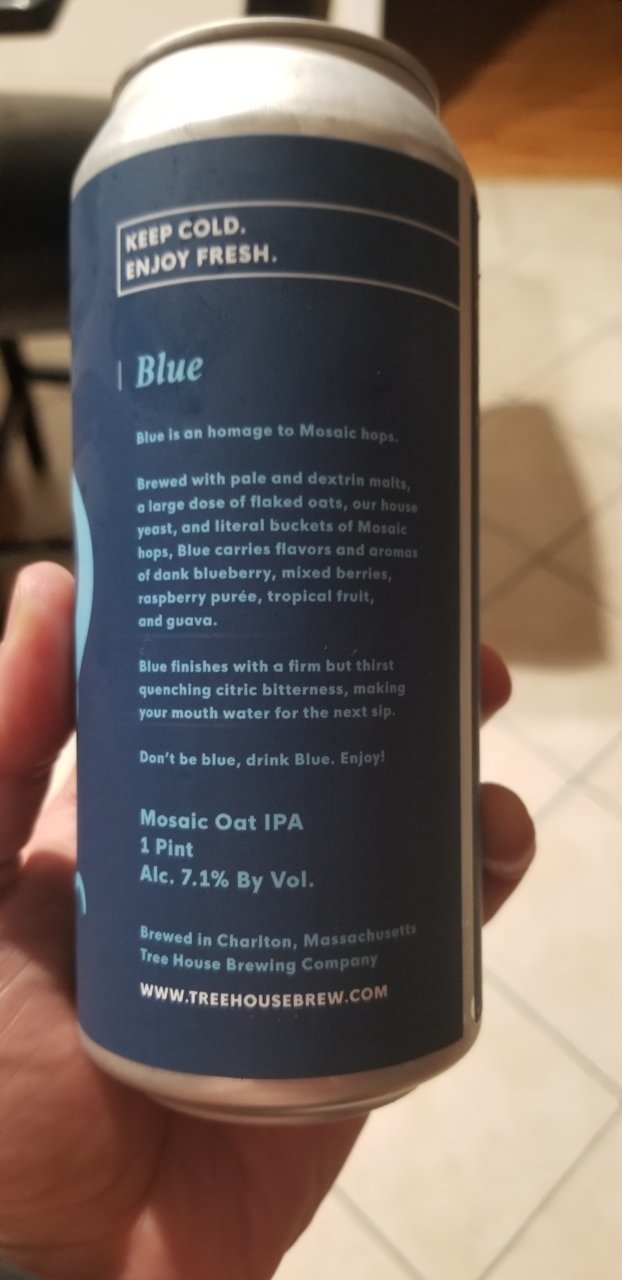 KEEP COLD.
ENJOY FRESH.
Blue
Blue is an homage to Mosaic hops.
Brewed with pale and dextrin malts,
a large dose of flaked oats, our house
yeast, and literal buckets of Mosaic
hops, Blue carries flavors and aromas
of dank blueberry, mixed berries,
raspberry purée, tropical fruit,
and guava.
Blue finishes with a firm but thirst
quenching citric bitterness, making
your mouth water for the next sip.
Don't be blue, drink Blue. Enjoy!
Mosaic Oat IPA
1 Pint
Alc. 7.1% By Vol.
Brewed in Charlton, Massachusetts
Tree House Brewing Company
WWW.TREEHOUSEBREW.COM